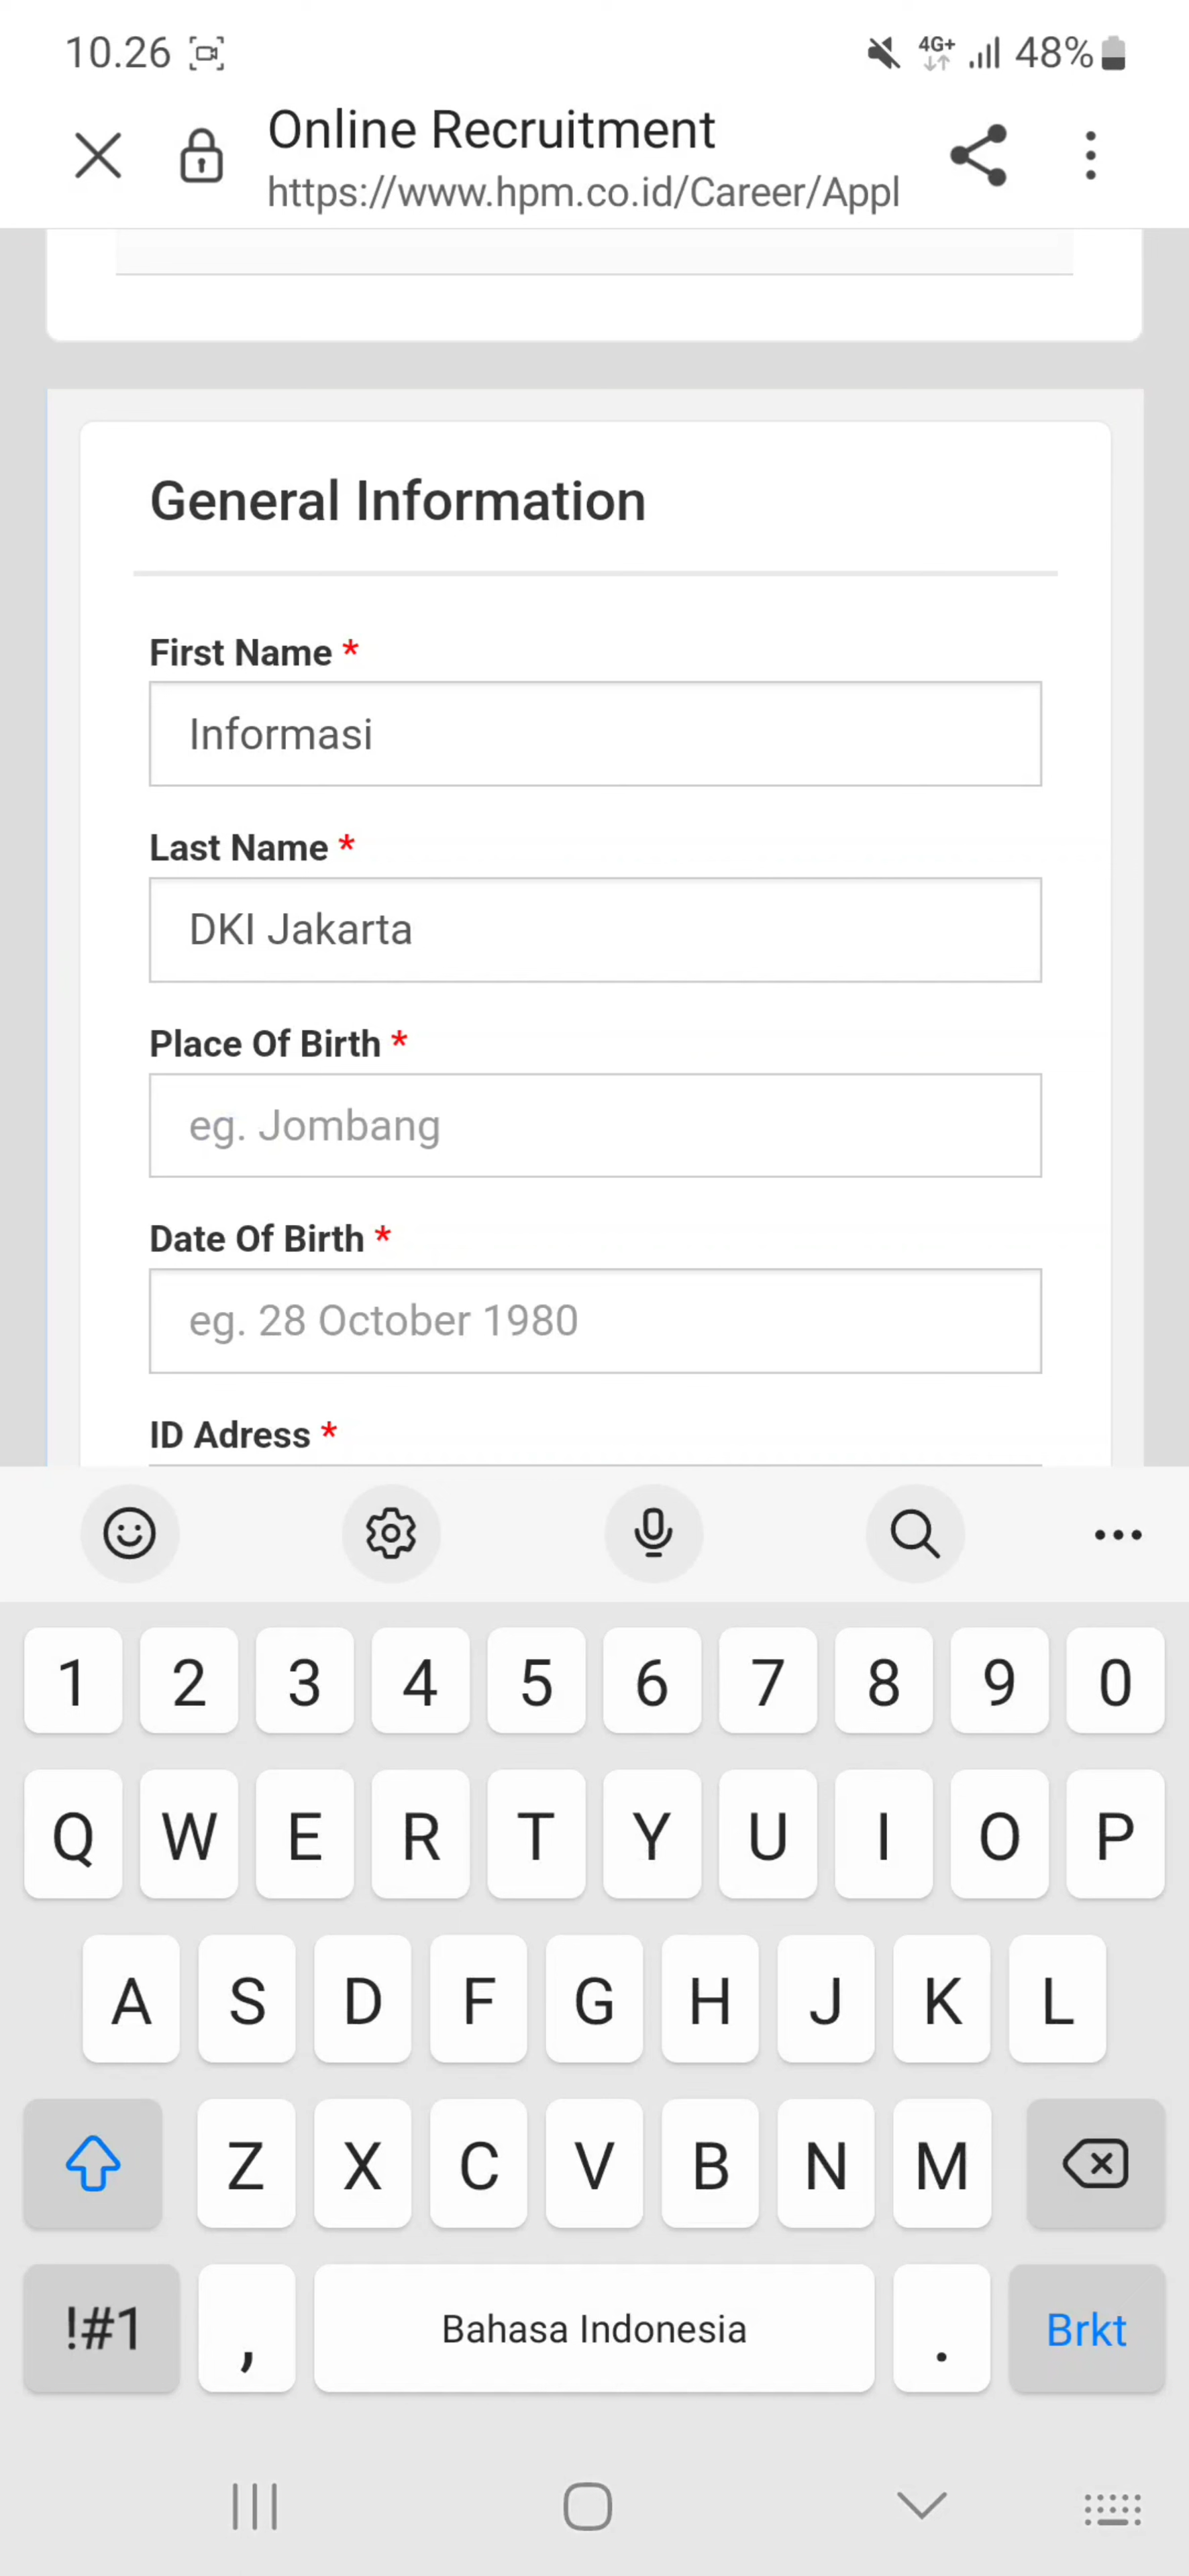 10.26 4G+ 48%
Online Recruitment
https://www.hpm.co.id/Career/Appl
General Information
First Name *
Informasi
Last Name *
DKI Jakarta
Place Of Birth *
eg. Jombang
Date Of Birth *
eg. 28 October 1980
ID Adress *
1 2 3 4 5 6 7 8 9 0
Q W E R T Y U I O P
A S D F G H J K L
Z X C V B N M
!#1 , Bahasa Indonesia . Brkt